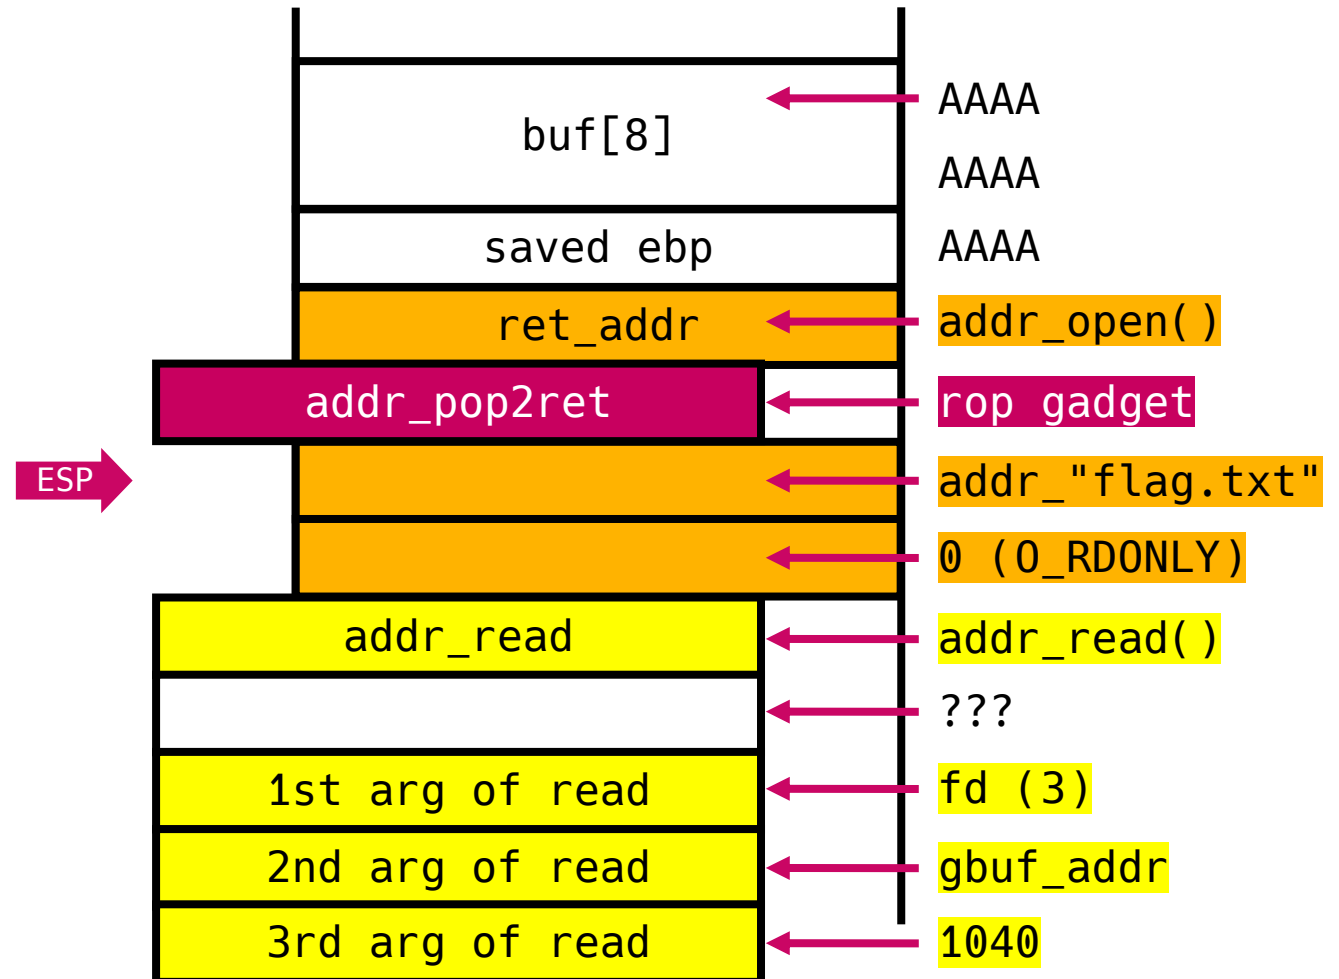 AAAA
buf[8]
AAAA
saved ebp AAAA
ret_addr addr_open()
addr_pop2ret rop gadget
ESP addr_"flag.txt"
0 (O_RDONLY)
addr_read addr_read()
???
1st arg of read fd (3)
2nd arg of read gbuf_addr
3rd arg of read 1040